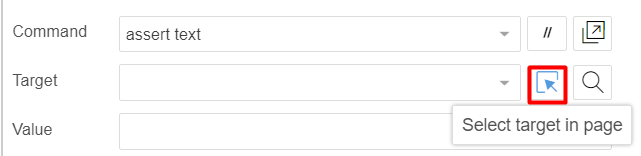 Command assert text //
Target
Select target in page
Value